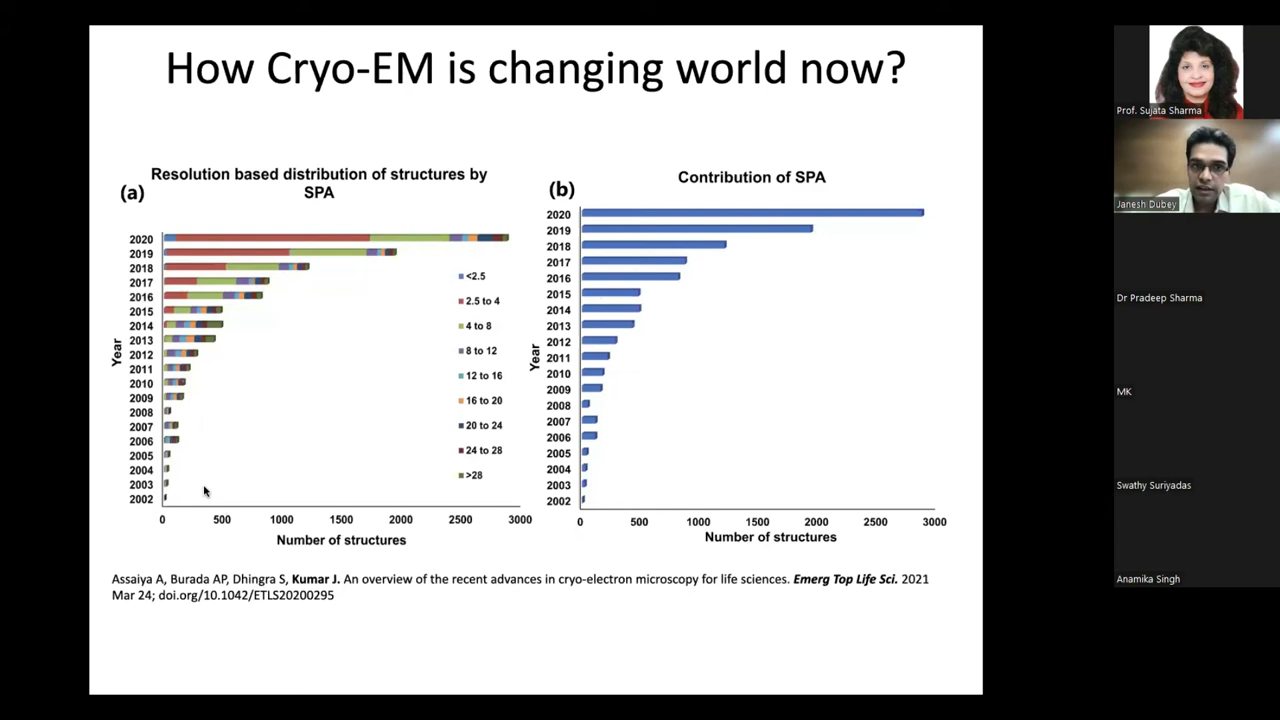 How Cryo-EM is changing world now?
Resolution based distribution of structures by
SPA
(a)
2020
2019
2018
2017
2016
2015
2014
2013
2012
2011
2010
2009
2008
2007
2006
2005
2004
2003
2002
Year
<2.5
2.5 to 4
4 to 8
8 to 12
12 to 16
16 to 20
20 to 24
24 to 28
>28
0 500 1000 1500 2000 2500 3000
Number of structures
(b)
Contribution of SPA
2020
2019
2018
2017
2016
2015
2014
2013
2012
2011
2010
2009
2008
2007
2006
2005
2004
2003
2002
Year
0 500 1000 1500 2000 2500 3000
Number of structures
Assaiya A, Burada AP, Dhingra S, Kumar J. An overview of the recent advances in cryo-electron microscopy for life sciences. Emerg Top Life Sci. 2021
Mar 24; doi.org/10.1042/ETLS20200295
Prof. Sujata Sharma
Janesh Dubey
Dr Pradeep Sharma
MK
Swathy Suriyadas
Anamika Singh